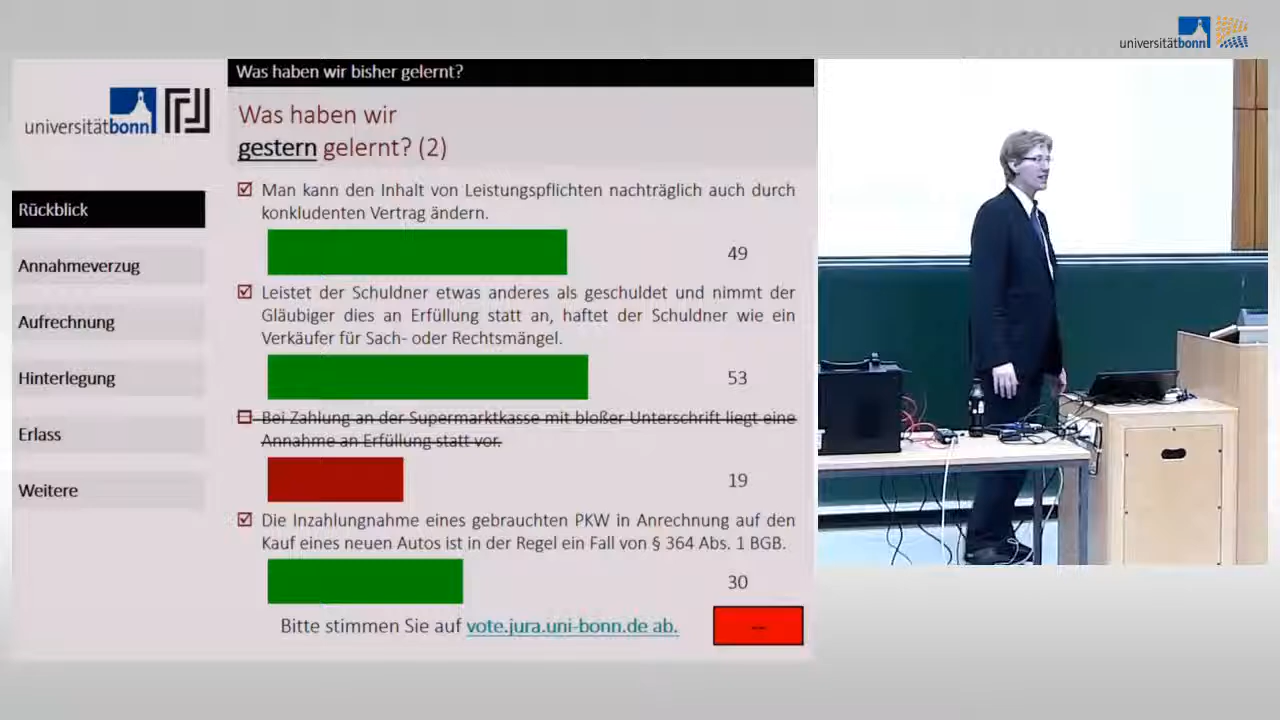 universitätbonn
Was haben wir bisher gelernt?
universitätbonn
Was haben wir
gestern gelernt? (2)
Rückblick
Annahmeverzug
Aufrechnung
Hinterlegung
Erlass
Weitere
Man kann den Inhalt von Leistungspflichten nachträglich auch durch
konkludenten Vertrag ändern.
49
Leistet der Schuldner etwas anderes als geschuldet und nimmt der
Gläubiger dies an Erfüllung statt an, haftet der Schuldner wie ein
Verkäufer für Sach- oder Rechtsmängel.
53
Bei Zahlung an der Supermarktkasse mit bloßer Unterschrift liegt eine
Annahme an Erfüllung statt vor.
19
Die Inzahlungnahme eines gebrauchten PKW in Anrechnung auf den
Kauf eines neuen Autos ist in der Regel ein Fall von § 364 Abs. 1 BGB.
30
Bitte stimmen Sie auf vote.jura.uni-bonn.de ab.